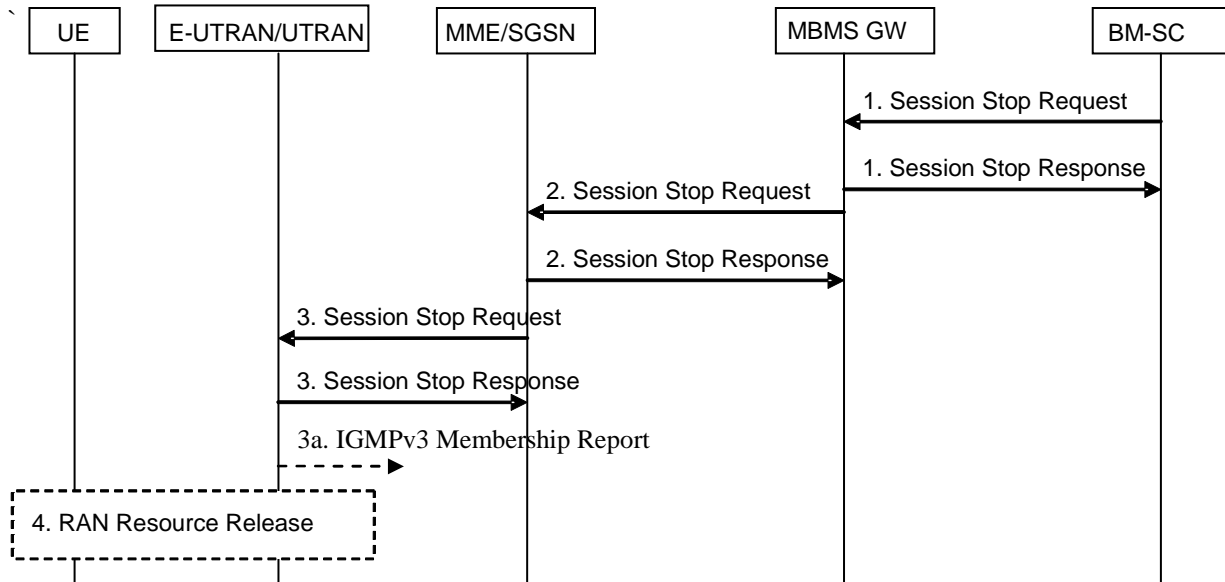 `
UE
E-UTRAN/UTRAN
MME/SGSN
MBMS GW
BM-SC
1. Session Stop Request
1. Session Stop Response
2. Session Stop Request
2. Session Stop Response
3. Session Stop Request
3. Session Stop Response
3a. IGMPv3 Membership Report
4. RAN Resource Release